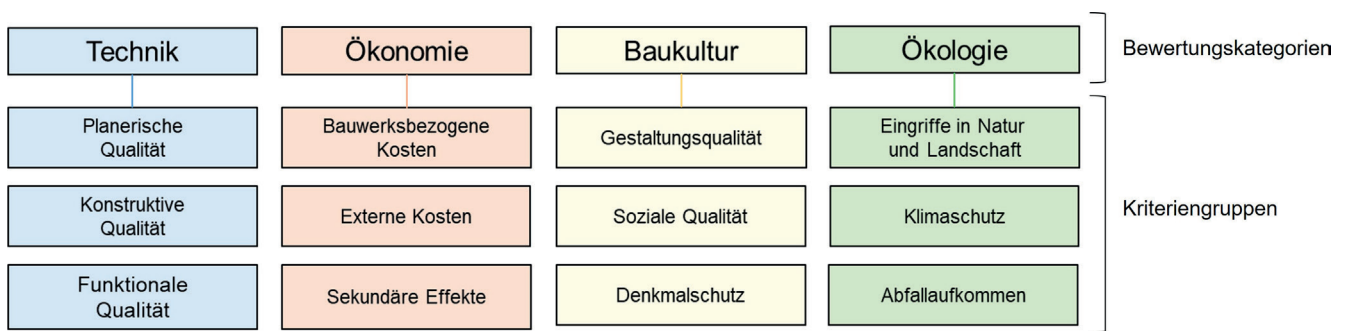 Technik
Ökonomie
Baukultur
Ökologie
Bewertungskategorien
Planerische
Qualität
Bauwerksbezogene
Kosten
Gestaltungsqualität
Eingriffe in Natur
und Landschaft
Konstruktive
Qualität
Externe Kosten
Soziale Qualität
Klimaschutz
Kriteriengruppen
Funktionale
Qualität
Sekundäre Effekte
Denkmalschutz
Abfallaufkommen